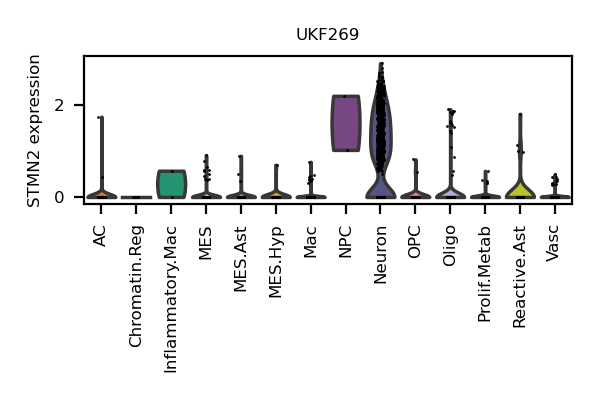 UKF269
STMN2 expression
2
0
AC
Chromatin.Reg
Inflammatory.Mac
MES
MES.Ast
MES.Hyp
Mac
NPC
Neuron
OPC
Oligo
Prolif.Metab
Reactive.Ast
Vasc